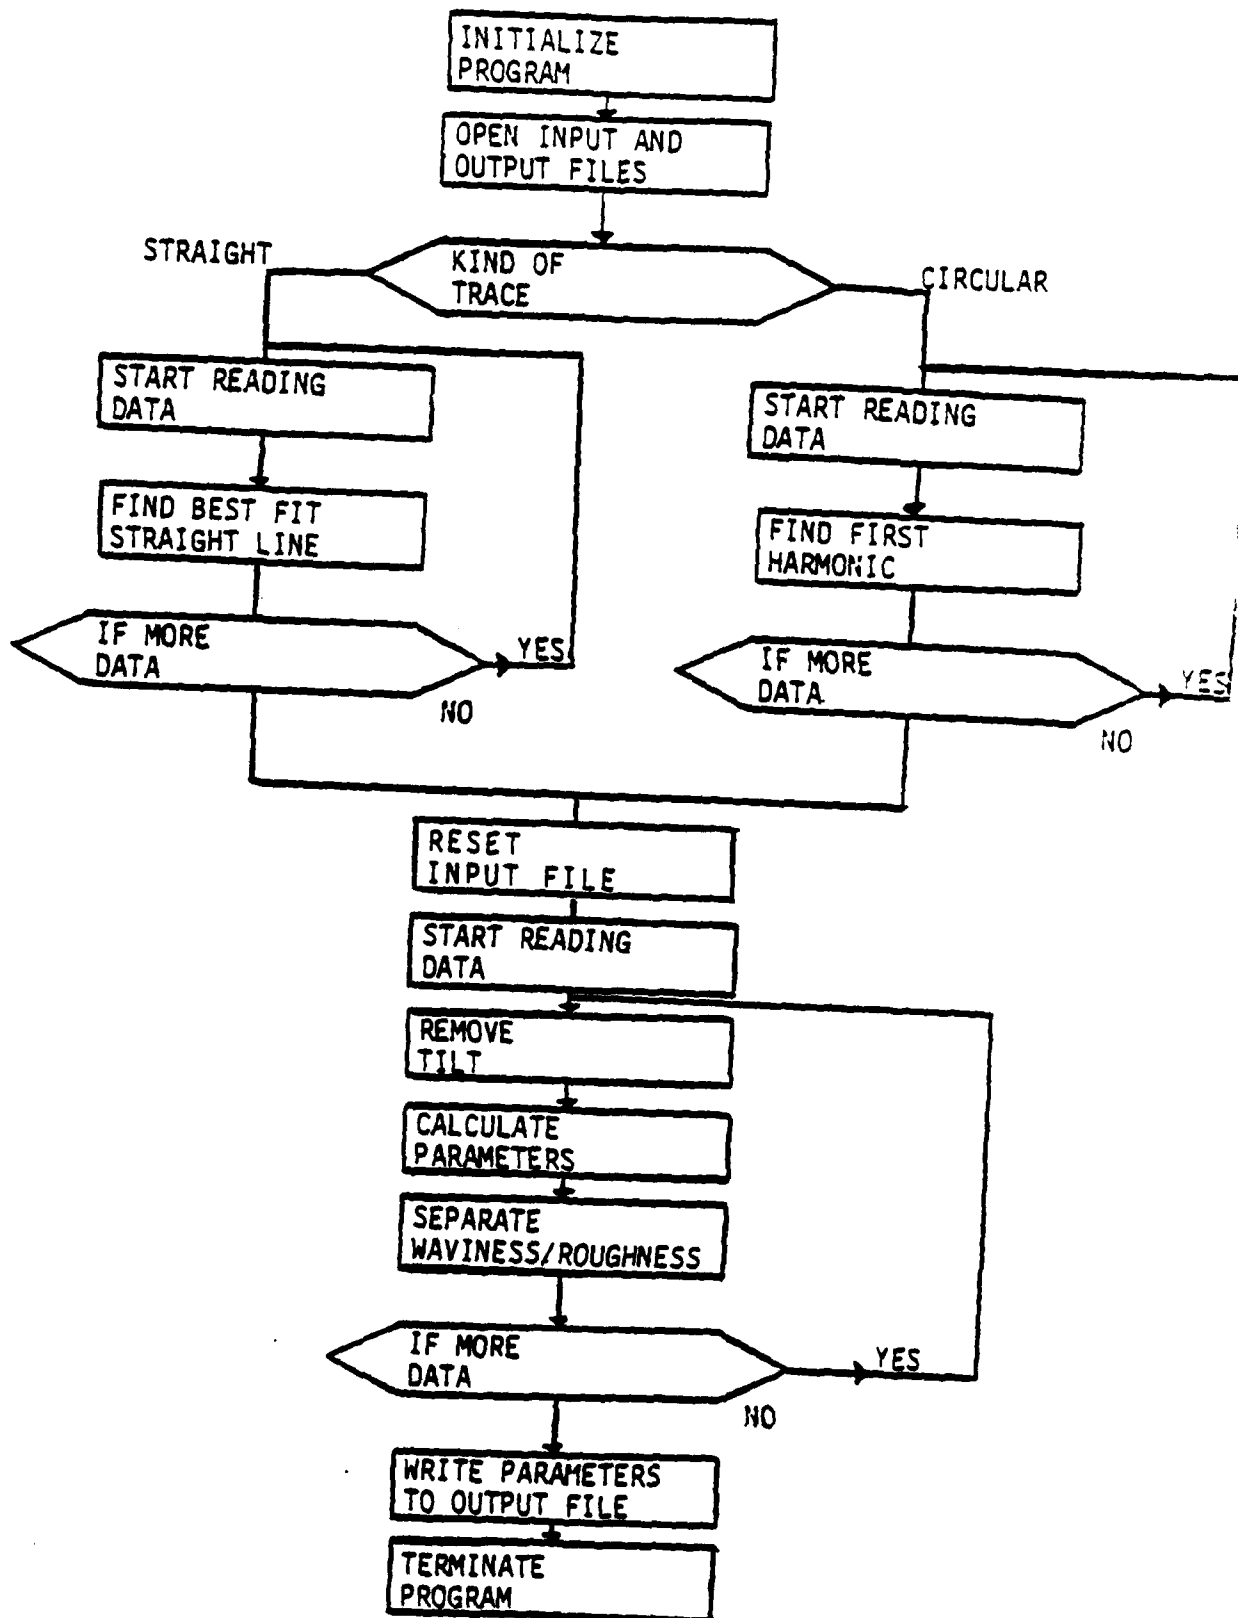 INITIALIZE
PROGRAM
OPEN INPUT AND
OUTPUT FILES
KIND OF
TRACE
STRAIGHT
CIRCULAR
START READING
DATA
FIND BEST FIT
STRAIGHT LINE
IF MORE
DATA
YES
NO
START READING
DATA
FIND FIRST
HARMONIC
IF MORE
DATA
YES
NO
RESET
INPUT FILE
START READING
DATA
REMOVE
TILT
CALCULATE
PARAMETERS
SEPARATE
WAVINESS/ROUGHNESS
IF MORE
DATA
YES
NO
WRITE PARAMETERS
TO OUTPUT FILE
TERMINATE
PROGRAM